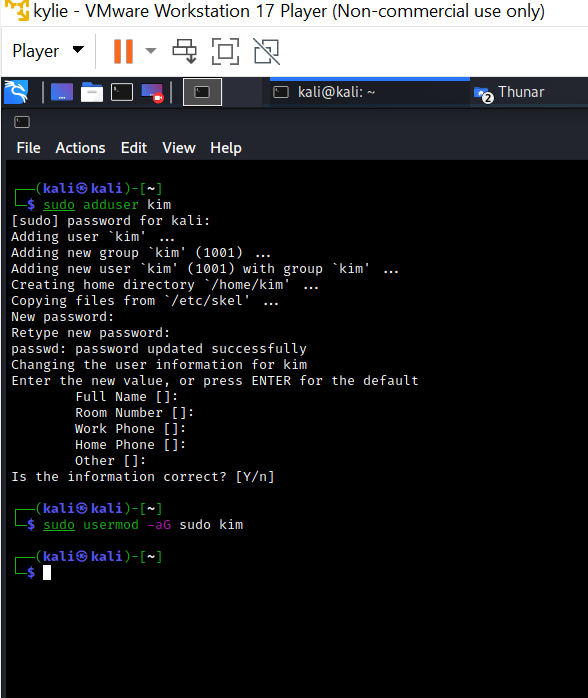 kylie - VMware Workstation 17 Player (Non-commercial use only)
Player
kali@kali: ~
2
Thunar
File Actions Edit View Help
┌──(kali㉿kali)-[~]
└─$ sudo adduser kim
[sudo] password for kali:
Adding user `kim' ...
Adding new group `kim' (1001) ...
Adding new user `kim' (1001) with group `kim' ...
Creating home directory `/home/kim' ...
Copying files from `/etc/skel' ...
New password:
Retype new password:
passwd: password updated successfully
Changing the user information for kim
Enter the new value, or press ENTER for the default
Full Name []:
Room Number []:
Work Phone []:
Home Phone []:
Other []:
Is the information correct? [Y/n]
┌──(kali㉿kali)-[~]
└─$ sudo usermod -aG sudo kim
┌──(kali㉿kali)-[~]
└─$